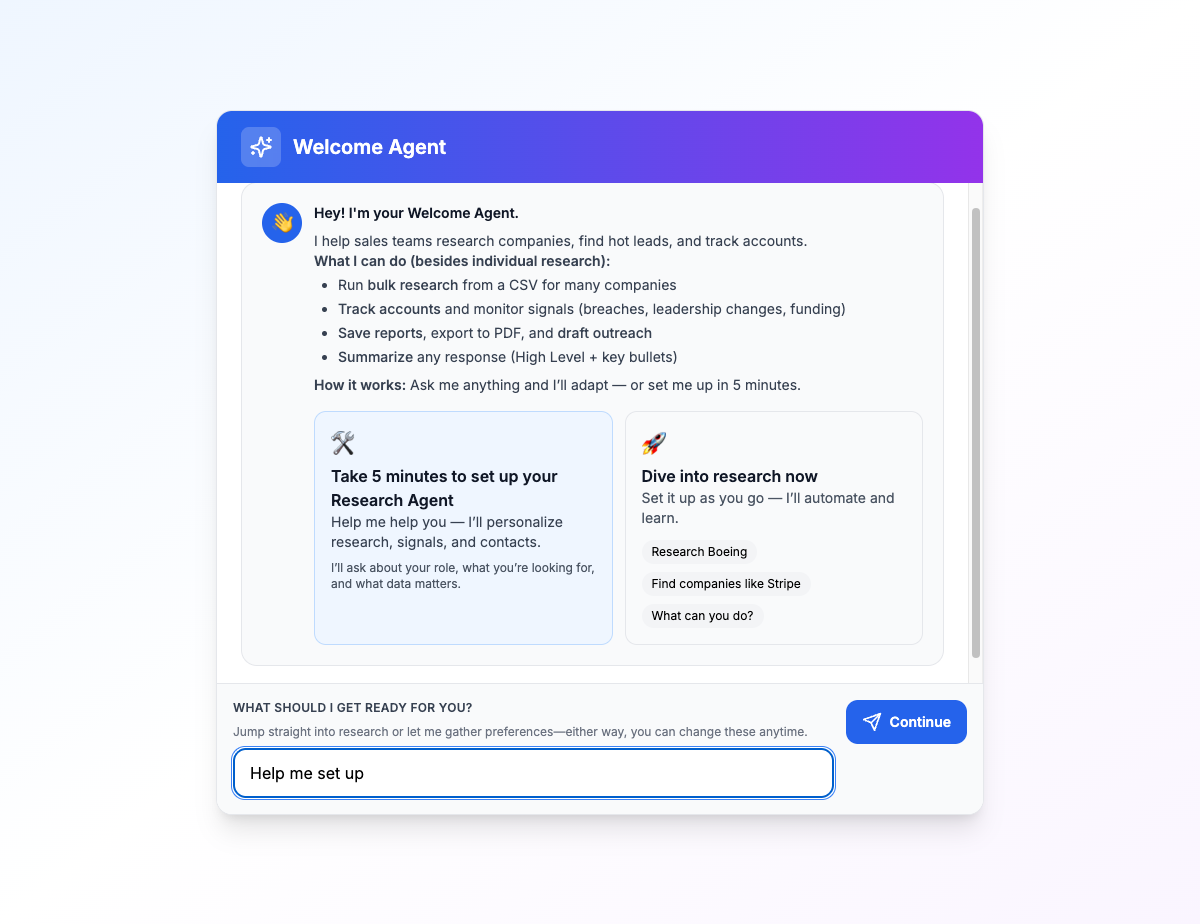 Welcome Agent
Hey! I'm your Welcome Agent.
I help sales teams research companies, find hot leads, and track accounts.
What I can do (besides individual research):
Run bulk research from a CSV for many companies
Track accounts and monitor signals (breaches, leadership changes, funding)
Save reports, export to PDF, and draft outreach
Summarize any response (High Level + key bullets)
How it works: Ask me anything and I’ll adapt — or set me up in 5 minutes.
Take 5 minutes to set up your
Research Agent
Help me help you — I’ll personalize
research, signals, and contacts.
I’ll ask about your role, what you’re looking for,
and what data matters.
Dive into research now
Set it up as you go — I’ll automate and
learn.
Research Boeing
Find companies like Stripe
What can you do?
WHAT SHOULD I GET READY FOR YOU?
Jump straight into research or let me gather preferences—either way, you can change these anytime.
Help me set up
Continue